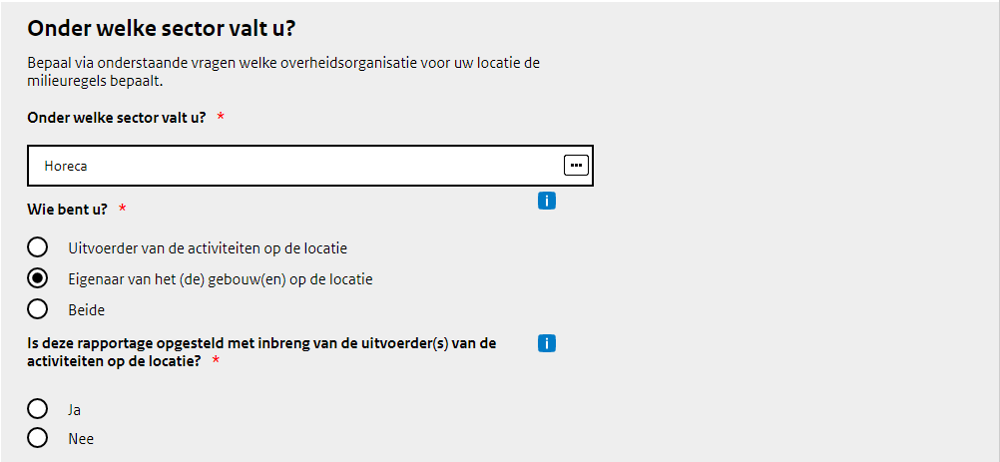 Onder welke sector valt u?
Bepaal via onderstaande vragen welke overheidsorganisatie voor uw locatie de
milieuregels bepaalt.
Onder welke sector valt u? *
Horeca
Wie bent u? *
Uitvoerder van de activiteiten op de locatie
Eigenaar van het (de) gebouw(en) op de locatie
Beide
Is deze rapportage opgesteld met inbreng van de uitvoerder(s) van de
activiteiten op de locatie? *
Ja
Nee